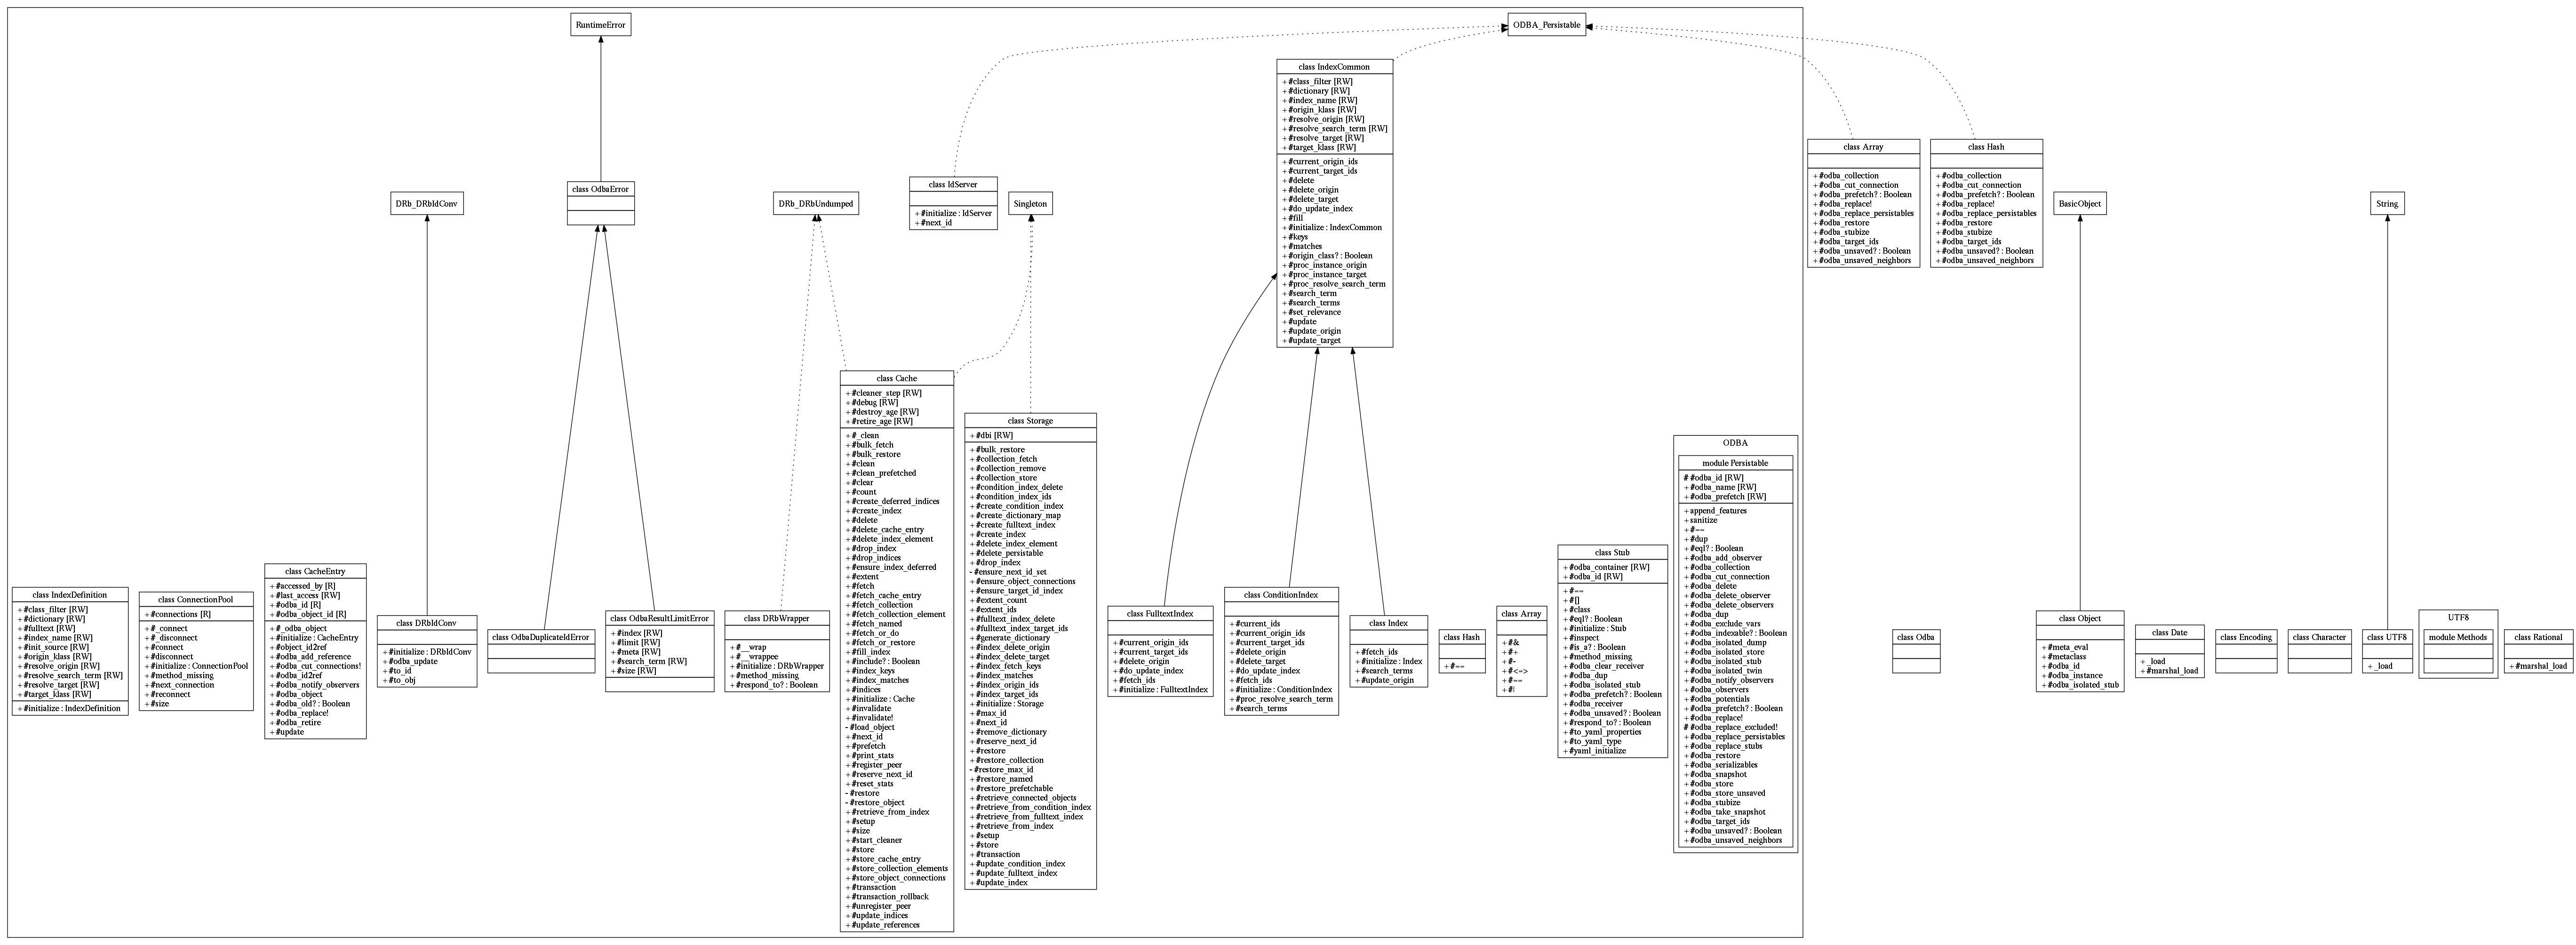 RuntimeError
ODBA_Persistable
class IndexCommon
+ #class_filter [RW]
+ #dictionary [RW]
+ #index_name [RW]
+ #origin_klass [RW]
+ #resolve_origin [RW]
+ #resolve_search_term [RW]
+ #resolve_target [RW]
+ #target_klass [RW]
+ #current_origin_ids
+ #current_target_ids
+ #delete
+ #delete_origin
+ #delete_target
+ #do_update_index
+ #fill
+ #initialize : IndexCommon
+ #keys
+ #matches
+ #origin_class? : Boolean
+ #proc_instance_origin
+ #proc_instance_target
+ #proc_resolve_search_term
+ #search_term
+ #search_terms
+ #set_relevance
+ #update
+ #update_origin
+ #update_target
class Array
+ #odba_collection
+ #odba_cut_connection
+ #odba_prefetch? : Boolean
+ #odba_replace!
+ #odba_replace_persistables
+ #odba_restore
+ #odba_stubize
+ #odba_target_ids
+ #odba_unsaved? : Boolean
+ #odba_unsaved_neighbors
class Hash
+ #odba_collection
+ #odba_cut_connection
+ #odba_prefetch? : Boolean
+ #odba_replace!
+ #odba_replace_persistables
+ #odba_restore
+ #odba_stubize
+ #odba_target_ids
+ #odba_unsaved? : Boolean
+ #odba_unsaved_neighbors
class OdbaError
DRb_DRbIdConv
DRb_DRbUndumped
class IdServer
+ #initialize : IdServer
+ #next_id
Singleton
BasicObject
String
class Cache
+ #cleaner_step [RW]
+ #debug [RW]
+ #destroy_age [RW]
+ #retire_age [RW]
+ #_clean
+ #bulk_fetch
+ #bulk_restore
+ #clean
+ #clean_prefetched
+ #clear
+ #count
+ #create_deferred_indices
+ #create_index
+ #delete
+ #delete_cache_entry
+ #delete_index_element
+ #drop_index
+ #drop_indices
+ #ensure_index_deferred
+ #extent
+ #fetch
+ #fetch_cache_entry
+ #fetch_collection
+ #fetch_collection_element
+ #fetch_named
+ #fetch_or_do
+ #fetch_or_restore
+ #fill_index
+ #include? : Boolean
+ #index_keys
+ #index_matches
+ #indices
+ #initialize : Cache
+ #invalidate
+ #invalidate!
- #load_object
+ #next_id
+ #prefetch
+ #print_stats
+ #register_peer
+ #reserve_next_id
+ #reset_stats
- #restore
- #restore_object
+ #retrieve_from_index
+ #setup
+ #size
+ #start_cleaner
+ #store
+ #store_cache_entry
+ #store_collection_elements
+ #store_object_connections
+ #transaction
+ #transaction_rollback
+ #unregister_peer
+ #update_indices
+ #update_references
class Storage
+ #dbi [RW]
+ #bulk_restore
+ #collection_fetch
+ #collection_remove
+ #collection_store
+ #condition_index_delete
+ #condition_index_ids
+ #create_condition_index
+ #create_dictionary_map
+ #create_fulltext_index
+ #create_index
+ #delete_index_element
+ #delete_persistable
+ #drop_index
- #ensure_next_id_set
+ #ensure_object_connections
+ #ensure_target_id_index
+ #extent_count
+ #extent_ids
+ #fulltext_index_delete
+ #fulltext_index_target_ids
+ #generate_dictionary
+ #index_delete_origin
+ #index_delete_target
+ #index_fetch_keys
+ #index_matches
+ #index_origin_ids
+ #index_target_ids
+ #initialize : Storage
+ #max_id
+ #next_id
+ #remove_dictionary
+ #reserve_next_id
+ #restore
+ #restore_collection
- #restore_max_id
+ #restore_named
+ #restore_prefetchable
+ #retrieve_connected_objects
+ #retrieve_from_condition_index
+ #retrieve_from_fulltext_index
+ #retrieve_from_index
+ #setup
+ #store
+ #transaction
+ #update_condition_index
+ #update_fulltext_index
+ #update_index
ODBA
module Persistable
# #odba_id [RW]
+ #odba_name [RW]
+ #odba_prefetch [RW]
+ append_features
+ sanitize
+ #==
+ #dup
+ #eql? : Boolean
+ #odba_add_observer
+ #odba_collection
+ #odba_cut_connection
+ #odba_delete
+ #odba_delete_observer
+ #odba_delete_observers
+ #odba_dup
+ #odba_exclude_vars
+ #odba_indexable? : Boolean
+ #odba_isolated_dump
+ #odba_isolated_store
+ #odba_isolated_stub
+ #odba_isolated_twin
+ #odba_notify_observers
+ #odba_observers
+ #odba_potentials
+ #odba_prefetch? : Boolean
+ #odba_replace!
# #odba_replace_excluded!
+ #odba_replace_persistables
+ #odba_replace_stubs
+ #odba_restore
+ #odba_serializables
+ #odba_snapshot
+ #odba_store
+ #odba_store_unsaved
+ #odba_stubize
+ #odba_take_snapshot
+ #odba_target_ids
+ #odba_unsaved? : Boolean
+ #odba_unsaved_neighbors
class IndexDefinition
+ #class_filter [RW]
+ #dictionary [RW]
+ #fulltext [RW]
+ #index_name [RW]
+ #init_source [RW]
+ #origin_klass [RW]
+ #resolve_origin [RW]
+ #resolve_search_term [RW]
+ #resolve_target [RW]
+ #target_klass [RW]
+ #initialize : IndexDefinition
class ConnectionPool
+ #connections [R]
+ #_connect
+ #_disconnect
+ #connect
+ #disconnect
+ #initialize : ConnectionPool
+ #method_missing
+ #next_connection
+ #reconnect
+ #size
class CacheEntry
+ #accessed_by [R]
+ #last_access [RW]
+ #odba_id [R]
+ #odba_object_id [R]
+ #_odba_object
+ #initialize : CacheEntry
+ #object_id2ref
+ #odba_add_reference
+ #odba_cut_connections!
+ #odba_id2ref
+ #odba_notify_observers
+ #odba_object
+ #odba_old? : Boolean
+ #odba_replace!
+ #odba_retire
+ #update
class DRbIdConv
+ #initialize : DRbIdConv
+ #odba_update
+ #to_id
+ #to_obj
class OdbaDuplicateIdError
class OdbaResultLimitError
+ #index [RW]
+ #limit [RW]
+ #meta [RW]
+ #search_term [RW]
+ #size [RW]
class DRbWrapper
+ #__wrap
+ #__wrappee
+ #initialize : DRbWrapper
+ #method_missing
+ #respond_to? : Boolean
class FulltextIndex
+ #current_origin_ids
+ #current_target_ids
+ #delete_origin
+ #do_update_index
+ #fetch_ids
+ #initialize : FulltextIndex
class ConditionIndex
+ #current_ids
+ #current_origin_ids
+ #current_target_ids
+ #delete_origin
+ #delete_target
+ #do_update_index
+ #fetch_ids
+ #initialize : ConditionIndex
+ #proc_resolve_search_term
+ #search_terms
class Index
+ #fetch_ids
+ #initialize : Index
+ #search_terms
+ #update_origin
class Hash
+ #==
class Array
+ #&
+ #+
+ #-
+ #<=>
+ #==
+ #|
class Stub
+ #odba_container [RW]
+ #odba_id [RW]
+ #==
+ #[]
+ #class
+ #eql? : Boolean
+ #initialize : Stub
+ #inspect
+ #is_a? : Boolean
+ #method_missing
+ #odba_clear_receiver
+ #odba_dup
+ #odba_isolated_stub
+ #odba_prefetch? : Boolean
+ #odba_receiver
+ #odba_unsaved? : Boolean
+ #respond_to? : Boolean
+ #to_yaml_properties
+ #to_yaml_type
+ #yaml_initialize
class Odba
class Object
+ #meta_eval
+ #metaclass
+ #odba_id
+ #odba_instance
+ #odba_isolated_stub
class Date
+ _load
+ #marshal_load
class Encoding
class Character
class UTF8
+ _load
UTF8
module Methods
class Rational
+ #marshal_load